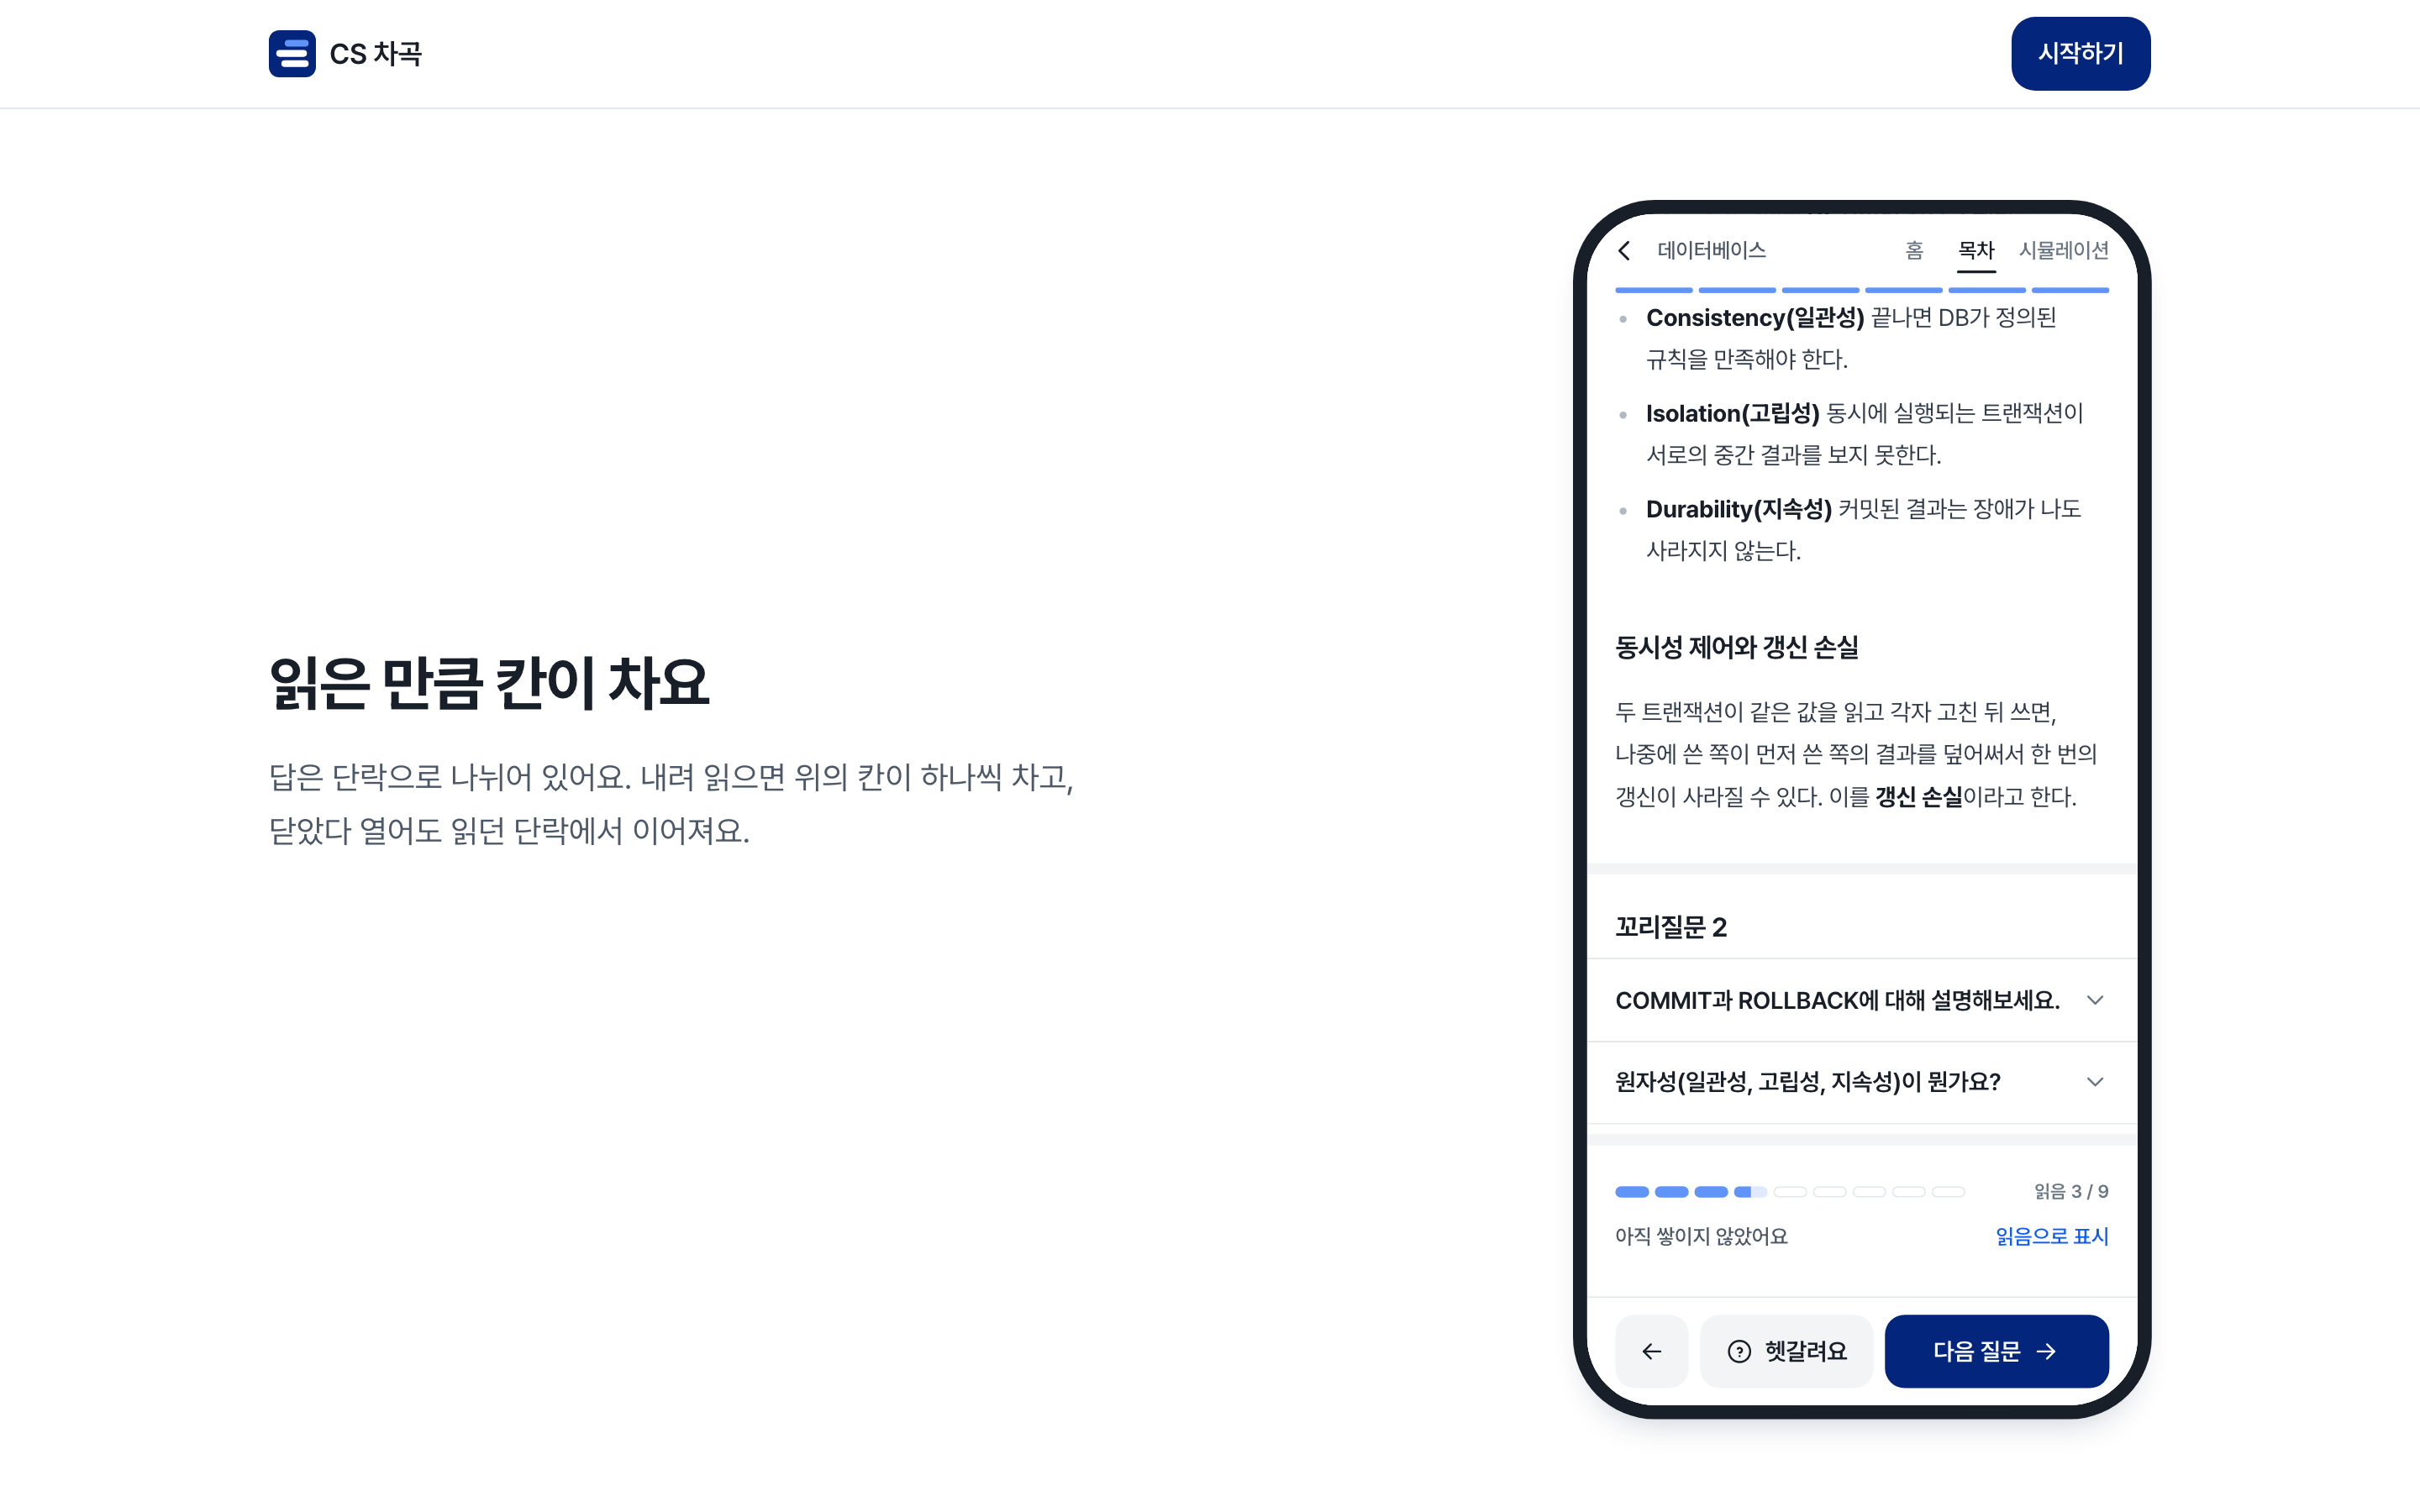 CS 차곡
시작하기
읽은 만큼 칸이 차요
답은 단락으로 나뉘어 있어요. 내려 읽으면 위의 칸이 하나씩 차고,
닫았다 열어도 읽던 단락에서 이어져요.
데이터베이스
홈
목차
시뮬레이션
Consistency(일관성) 끝나면 DB가 정의된
규칙을 만족해야 한다.
Isolation(고립성) 동시에 실행되는 트랜잭션이
서로의 중간 결과를 보지 못한다.
Durability(지속성) 커밋된 결과는 장애가 나도
사라지지 않는다.
동시성 제어와 갱신 손실
두 트랜잭션이 같은 값을 읽고 각자 고친 뒤 쓰면,
나중에 쓴 쪽이 먼저 쓴 쪽의 결과를 덮어써서 한 번의
갱신이 사라질 수 있다. 이를 갱신 손실이라고 한다.
꼬리질문 2
COMMIT과 ROLLBACK에 대해 설명해보세요.
원자성(일관성, 고립성, 지속성)이 뭔가요?
읽음 3 / 9
아직 쌓이지 않았어요
읽음으로 표시
헷갈려요
다음 질문